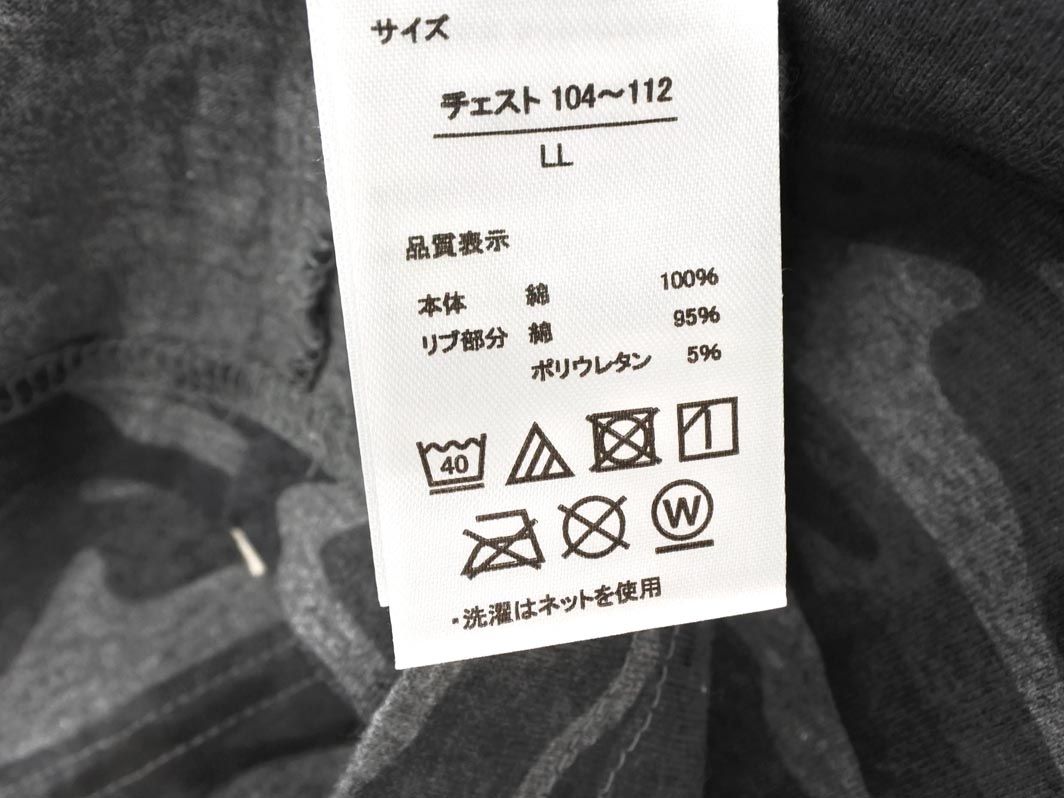 サイズ
チェスト 104～112
LL
品質表示
本体 綿 100%
リブ部分 綿 95%
ポリウレタン 5%
40
W
・洗濯はネットを使用